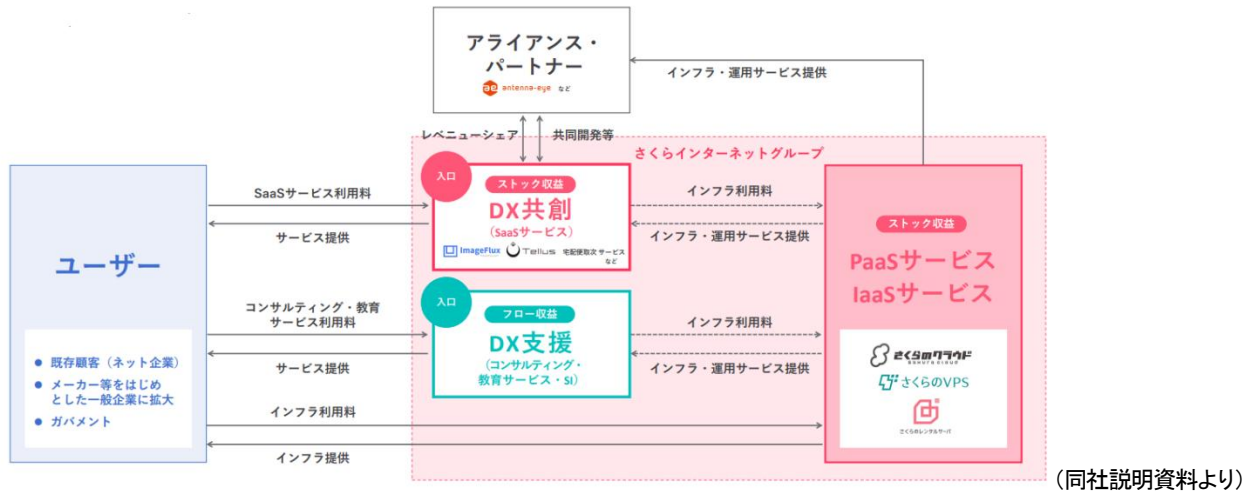 アライアンス・
パートナー
ae antenna-eye など
インフラ・運用サービス提供
レベニューシェア
共同開発等
さくらインターネットグループ
ユーザー
● 既存顧客（ネット企業）
● メーカー等をはじめ
とした一般企業に拡大
● ガバメント
SaaSサービス利用料
サービス提供
コンサルティング・教育
サービス利用料
サービス提供
インフラ利用料
インフラ提供
入口
ストック収益
DX共創
（SaaSサービス）
ImageFlux Tellus 宅配便取次サービス
など
入口
フロー収益
DX支援
（コンサルティング・
教育サービス・SI）
インフラ利用料
インフラ・運用サービス提供
インフラ利用料
インフラ・運用サービス提供
ストック収益
PaaSサービス
IaaSサービス
さくらのクラウド
SAKURA CLOUD
さくらのVPS
さくらのレンタルサーバ
（同社説明資料より）